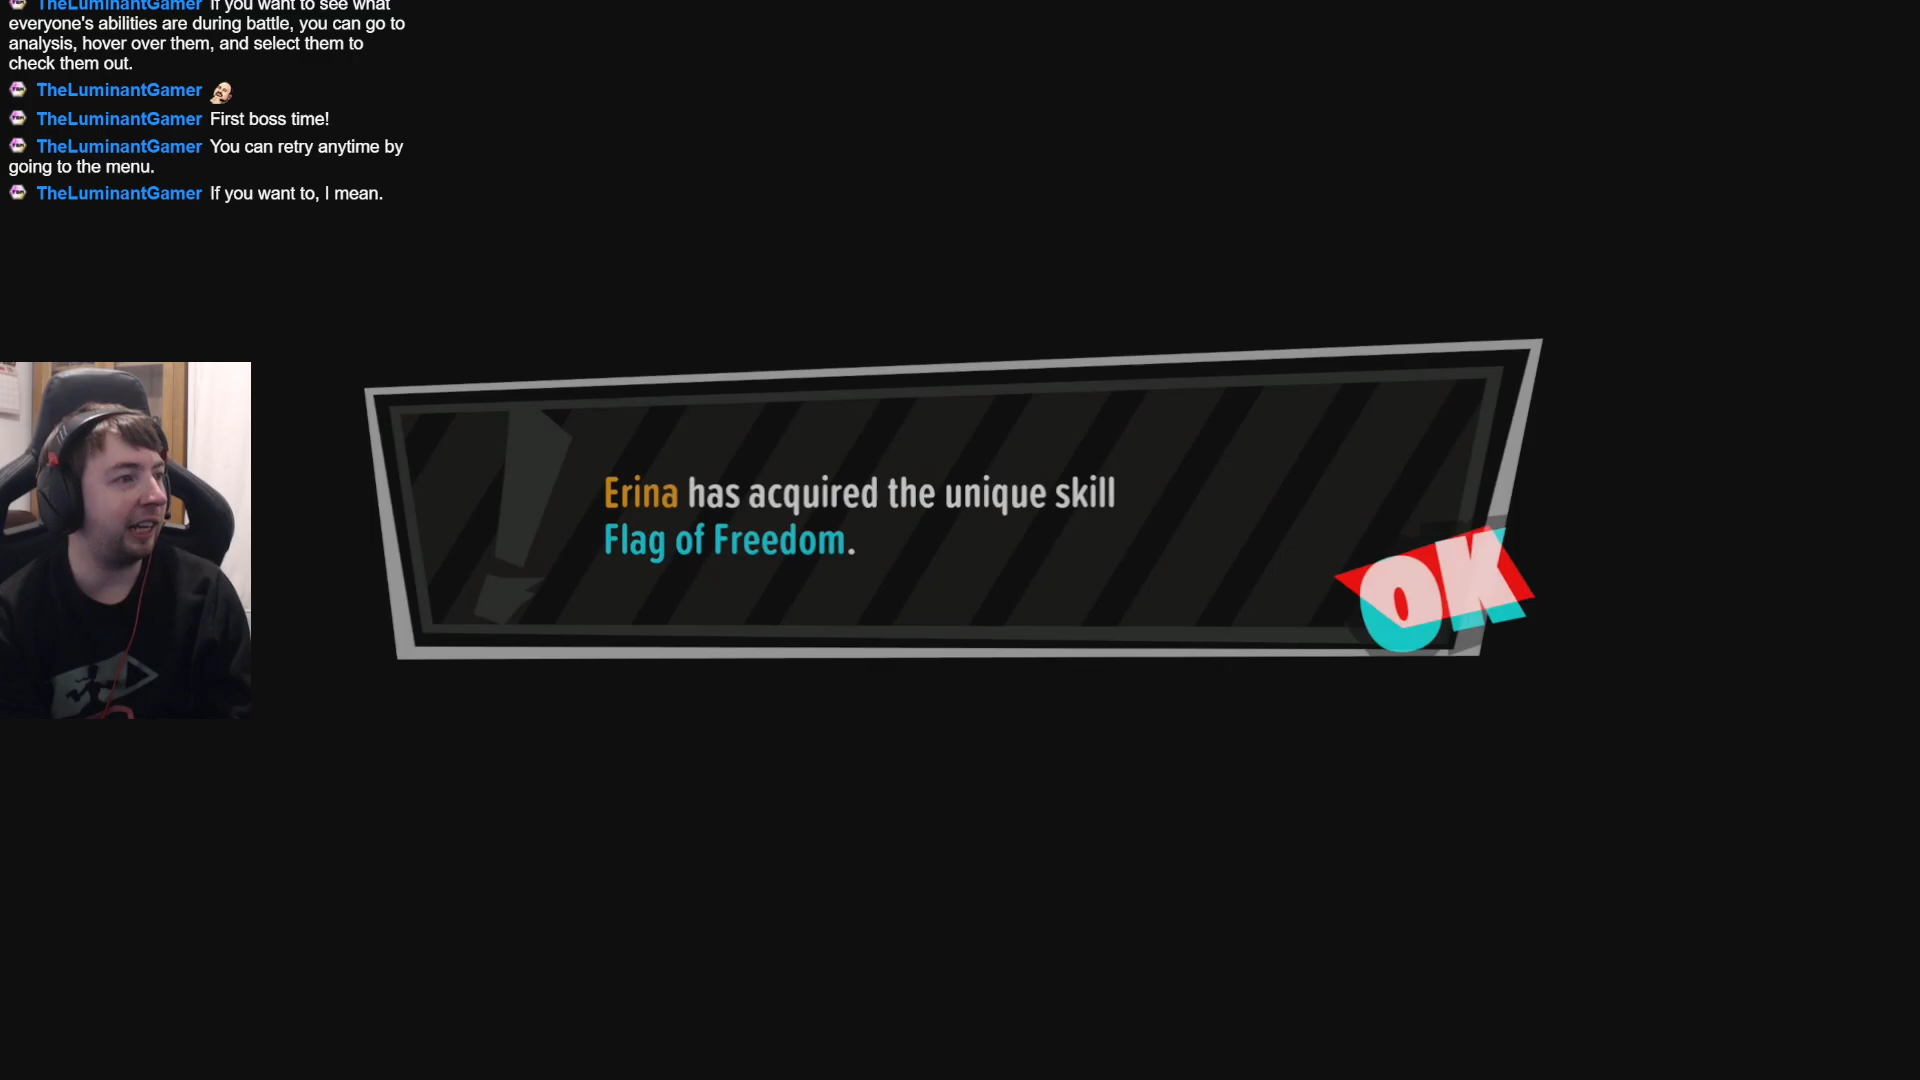 TheLuminantGamer If you want to see what
everyone's abilities are during battle, you can go to
analysis, hover over them, and select them to
check them out.
TheLuminantGamer
TheLuminantGamer First boss time!
TheLuminantGamer You can retry anytime by
going to the menu.
TheLuminantGamer If you want to, I mean.
Erina has acquired the unique skill
Flag of Freedom.
OK